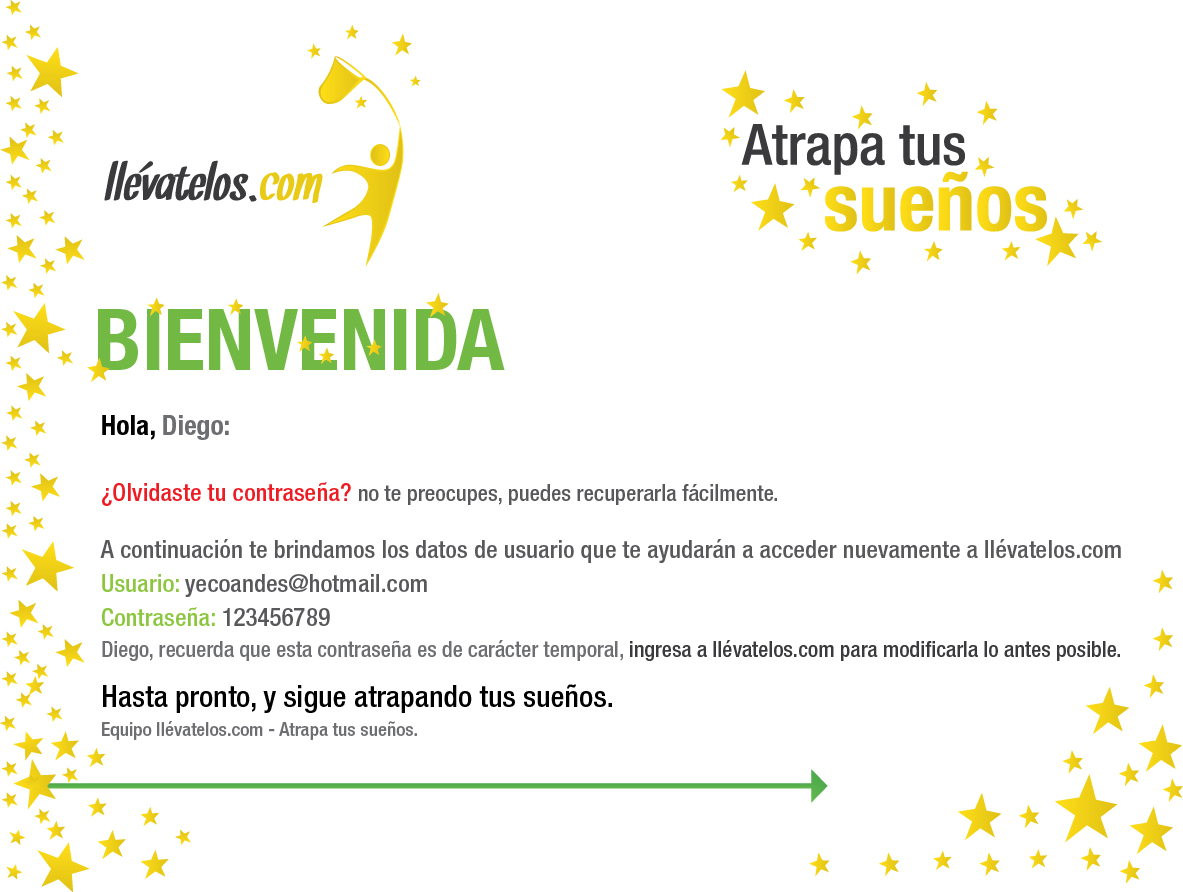 llévatelos.com
Atrapa tus
sueños
BIENVENIDA
Hola, Diego:
¿Olvidaste tu contraseña? no te preocupes, puedes recuperarla fácilmente.
A continuación te brindamos los datos de usuario que te ayudarán a acceder nuevamente a llévatelos.com
Usuario: yecoandes@hotmail.com
Contraseña: 123456789
Diego, recuerda que esta contraseña es de carácter temporal, ingresa a llévatelos.com para modificarla lo antes posible.
Hasta pronto, y sigue atrapando tus sueños.
Equipo llévatelos.com - Atrapa tus sueños.